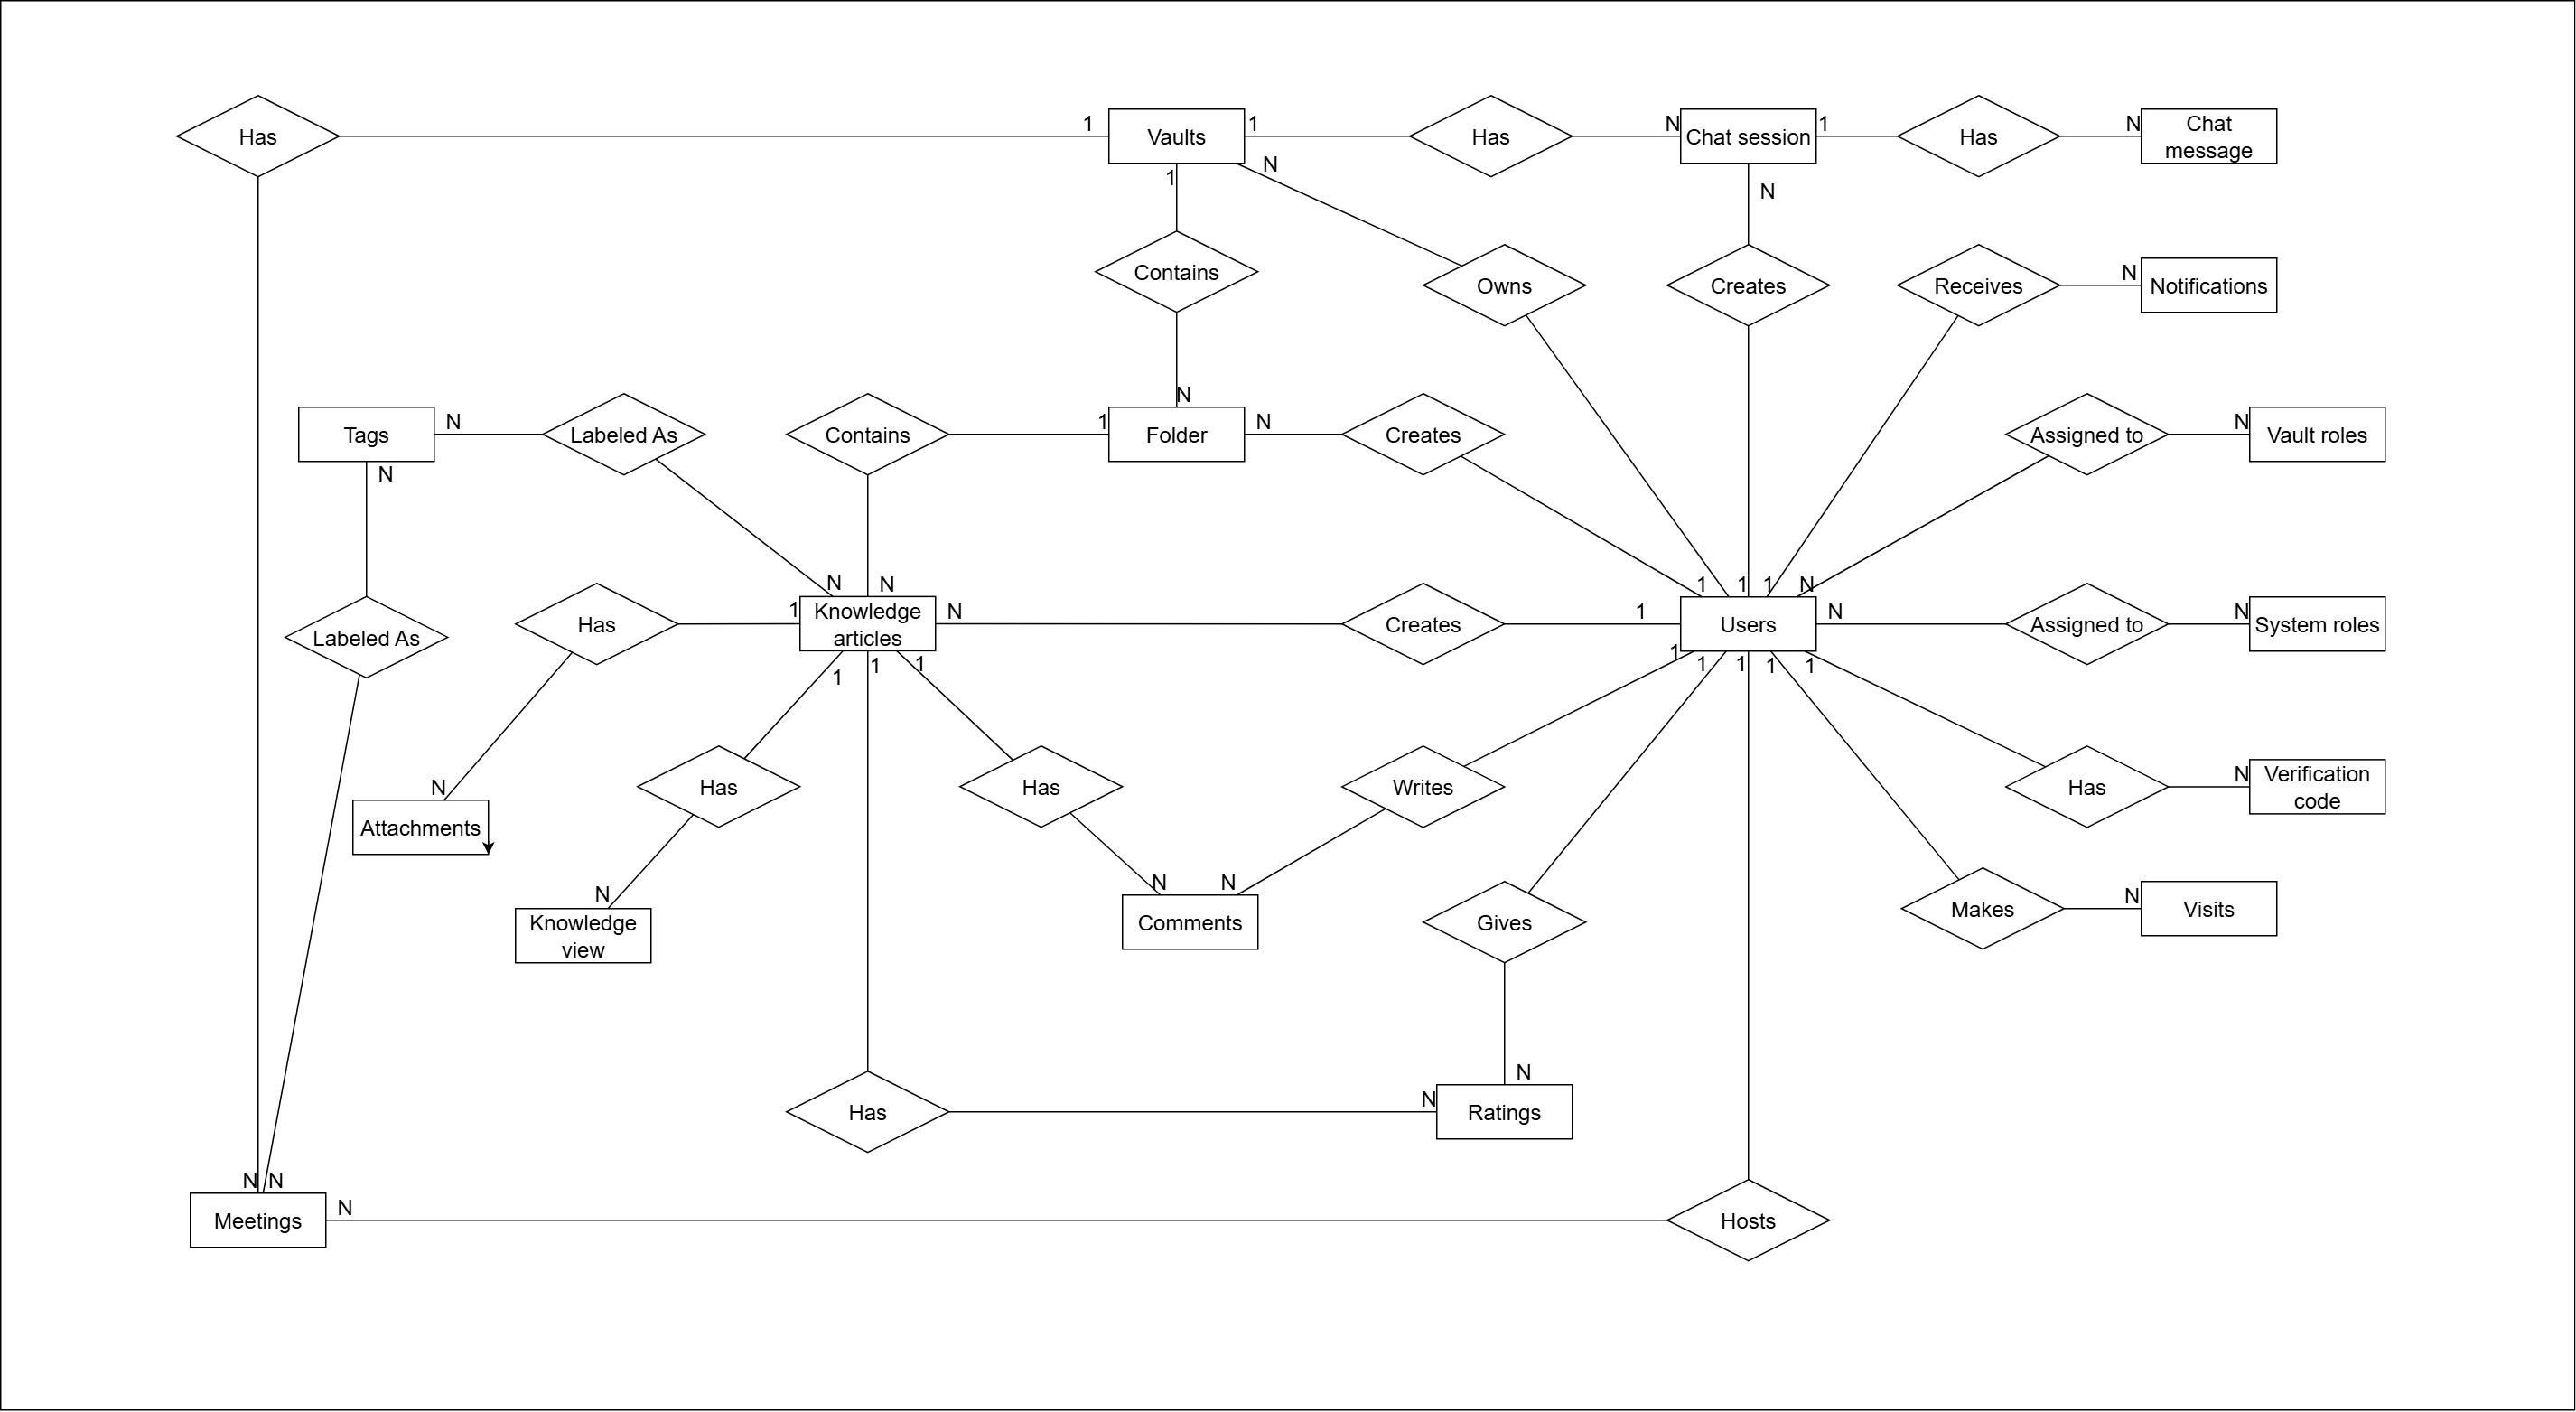 Has
1
Vaults
1
Has
N
Chat session
1
Has
N
Chat
message
1
N
N
Contains
Owns
Creates
Receives
N
Notifications
N
Tags
N
Labeled As
Contains
1
Folder
N
Creates
Assigned to
N
Vault roles
N
N
N
1
1
1
N
Labeled As
Has
1
Knowledge
articles
N
Creates
1
Users
N
Assigned to
N
System roles
1
1
1
1
1
1
1
1
N
Attachments
Has
Has
Writes
Has
N
Verification
code
N
Knowledge
view
N
N
Comments
Gives
Makes
N
Visits
N
Has
N
Ratings
N
N
Meetings
N
Hosts